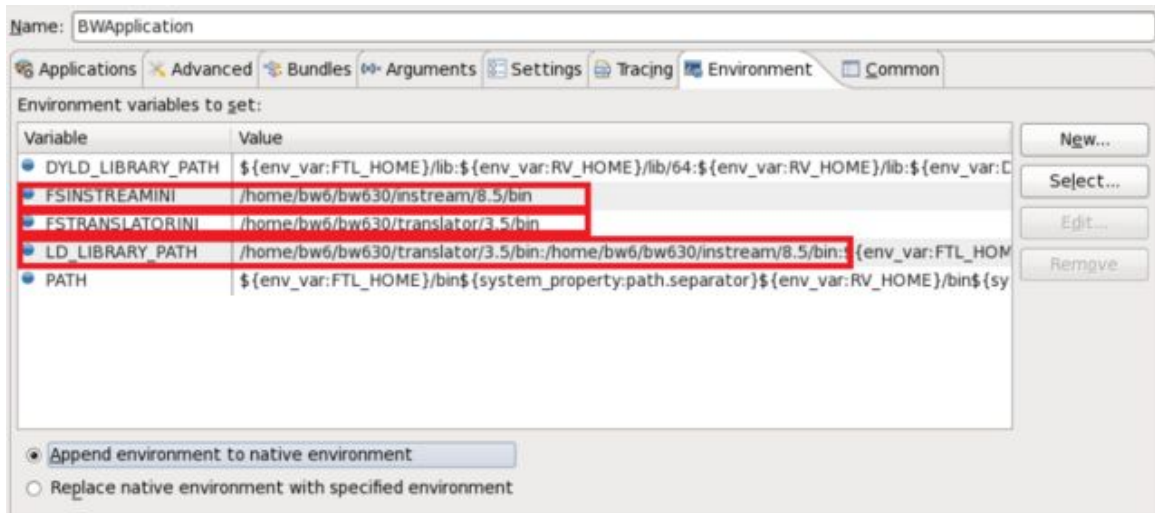 Name: BWApplication
Applications Advanced Bundles Arguments Settings Tracing Environment Common
Environment variables to set:
Variable Value
DYLD_LIBRARY_PATH ${env_var:FTL_HOME}/lib:${env_var:RV_HOME}/lib/64:${env_var:RV_HOME}/lib:${env_var:D
FSINSTREAMINI /home/bw6/bw630/instream/8.5/bin
FSTRANSLATORINI /home/bw6/bw630/translator/3.5/bin
LD_LIBRARY_PATH /home/bw6/bw630/translator/3.5/bin:/home/bw6/bw630/instream/8.5/bin:${env_var:FTL_HOM
PATH ${env_var:FTL_HOME}/bin${system_property:path.separator}${env_var:RV_HOME}/bin${sy
New...
Select...
Edit...
Remove
Append environment to native environment
Replace native environment with specified environment